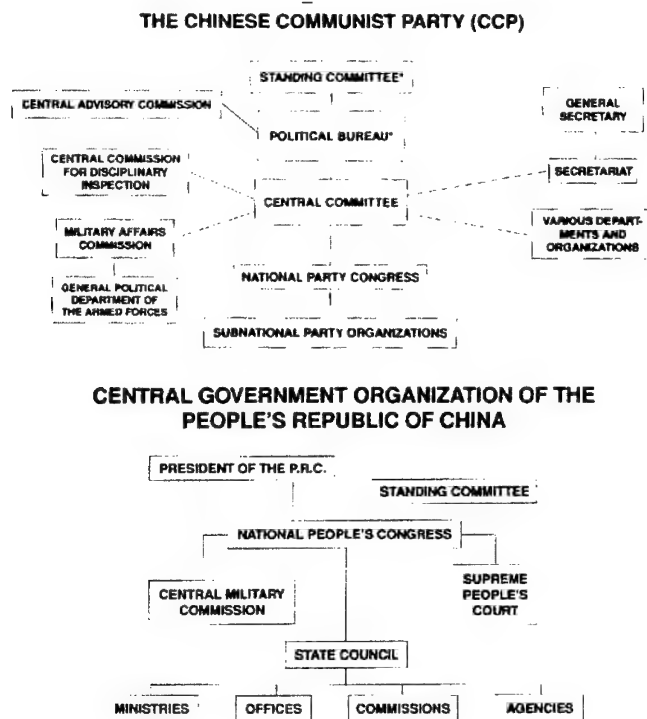 THE CHINESE COMMUNIST PARTY (CCP)
STANDING COMMITTEE*
CENTRAL ADVISORY COMMISSION
POLITICAL BUREAU*
GENERAL
SECRETARY
CENTRAL COMMISSION
FOR DISCIPLINARY
INSPECTION
SECRETARIAT
CENTRAL COMMITTEE
MILITARY AFFAIRS
COMMISSION
VARIOUS DEPART-
MENTS AND
ORGANIZATIONS
NATIONAL PARTY CONGRESS
GENERAL POLITICAL
DEPARTMENT OF
THE ARMED FORCES
SUBNATIONAL PARTY ORGANIZATIONS
CENTRAL GOVERNMENT ORGANIZATION OF THE
PEOPLE'S REPUBLIC OF CHINA
PRESIDENT OF THE P.R.C.
STANDING COMMITTEE
NATIONAL PEOPLE'S CONGRESS
CENTRAL MILITARY
COMMISSION
SUPREME
PEOPLE'S
COURT
STATE COUNCIL
MINISTRIES
OFFICES
COMMISSIONS
AGENCIES